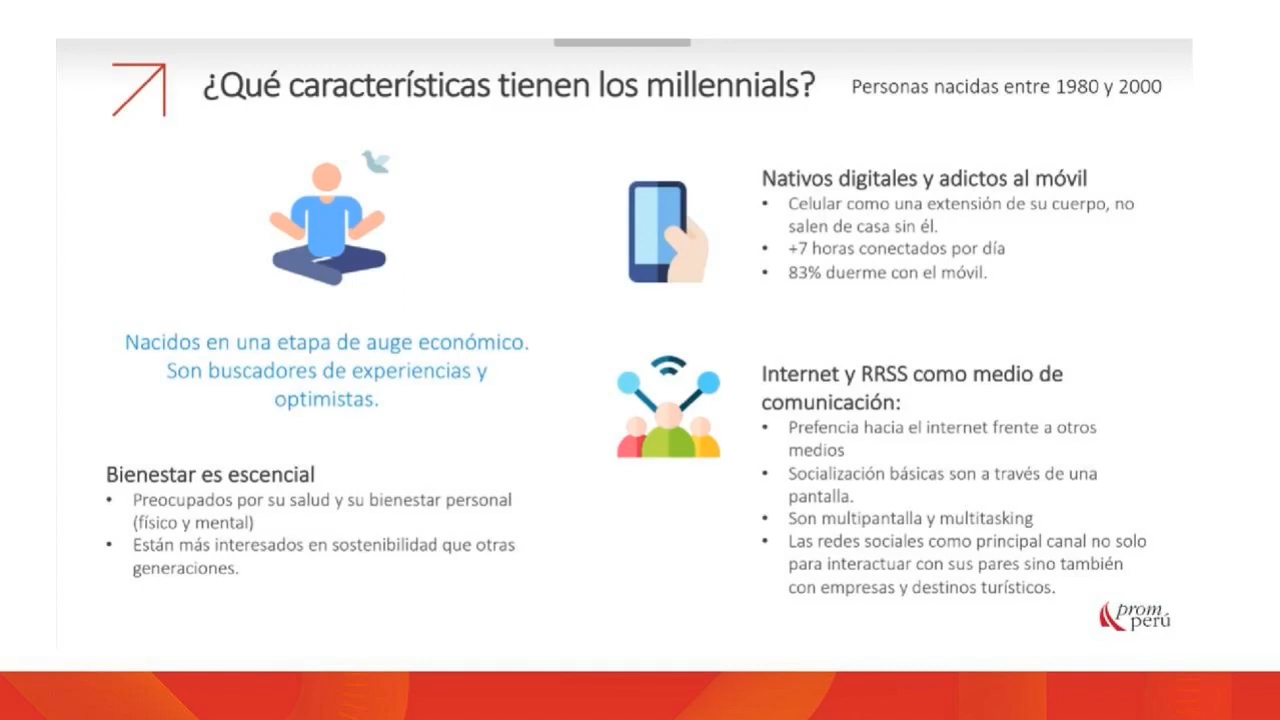 ¿Qué características tienen los millennials?
Personas nacidas entre 1980 y 2000
Nacidos en una etapa de auge económico.
Son buscadores de experiencias y
optimistas.
Bienestar es escencial
• Preocupados por su salud y su bienestar personal
(físico y mental)
• Están más interesados en sostenibilidad que otras
generaciones.
Nativos digitales y adictos al móvil
• Celular como una extensión de su cuerpo, no
salen de casa sin él.
• +7 horas conectados por día
• 83% duerme con el móvil.
Internet y RRSS como medio de
comunicación:
• Prefencia hacia el internet frente a otros
medios
• Socialización básicas son a través de una
pantalla.
• Son multipantalla y multitasking
• Las redes sociales como principal canal no solo
para interactuar con sus pares sino también
con empresas y destinos turísticos.
prom
perú